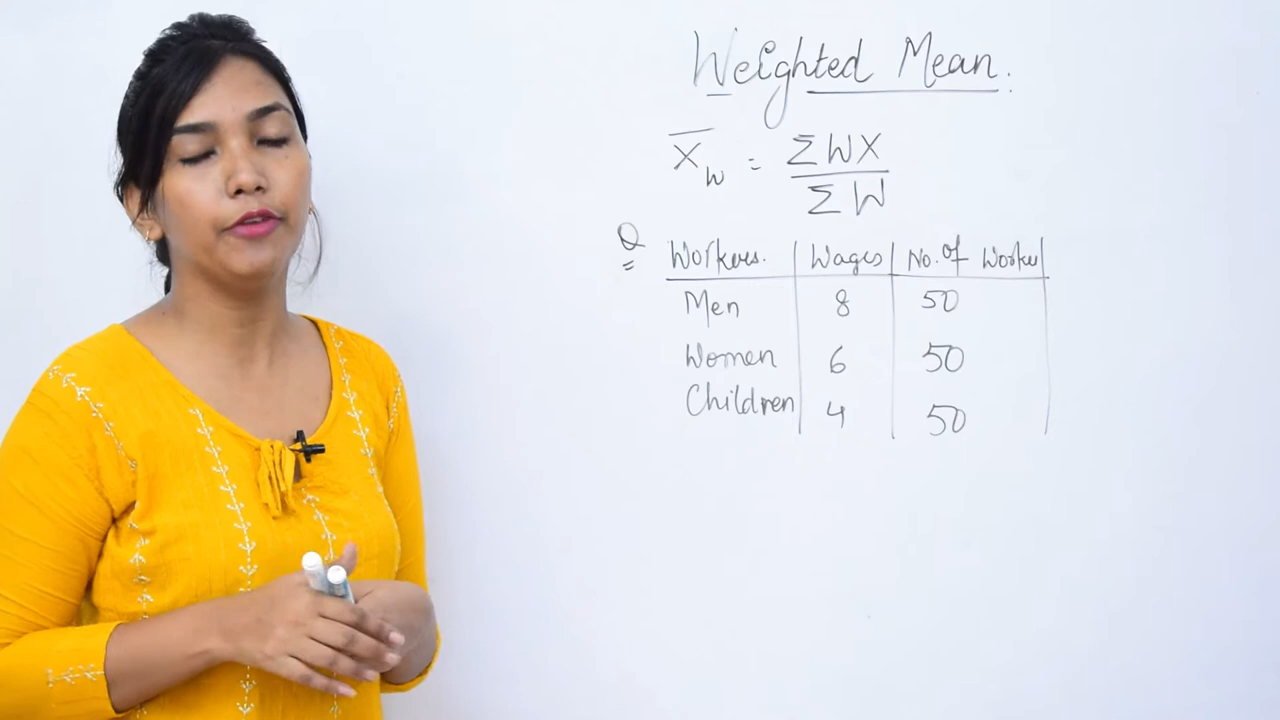 Weighted Mean.
X̄w = ΣWX / ΣW
Q Workers. Wages No. of Worker
Men 8 50
Women 6 50
Children 4 50